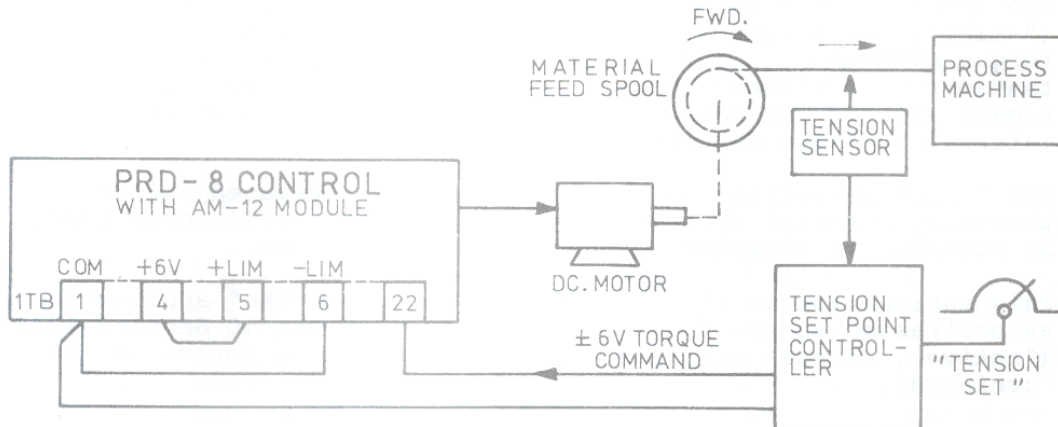 FWD.
MATERIAL
FEED SPOOL
PROCESS
MACHINE
TENSION
SENSOR
PRD-8 CONTROL
WITH AM-12 MODULE
COM +6V +LIM -LIM
1TB 1 4 5 6 22
DC. MOTOR
TENSION
SET POINT
CONTROL-
LER
± 6V TORQUE
COMMAND
"TENSION
SET"